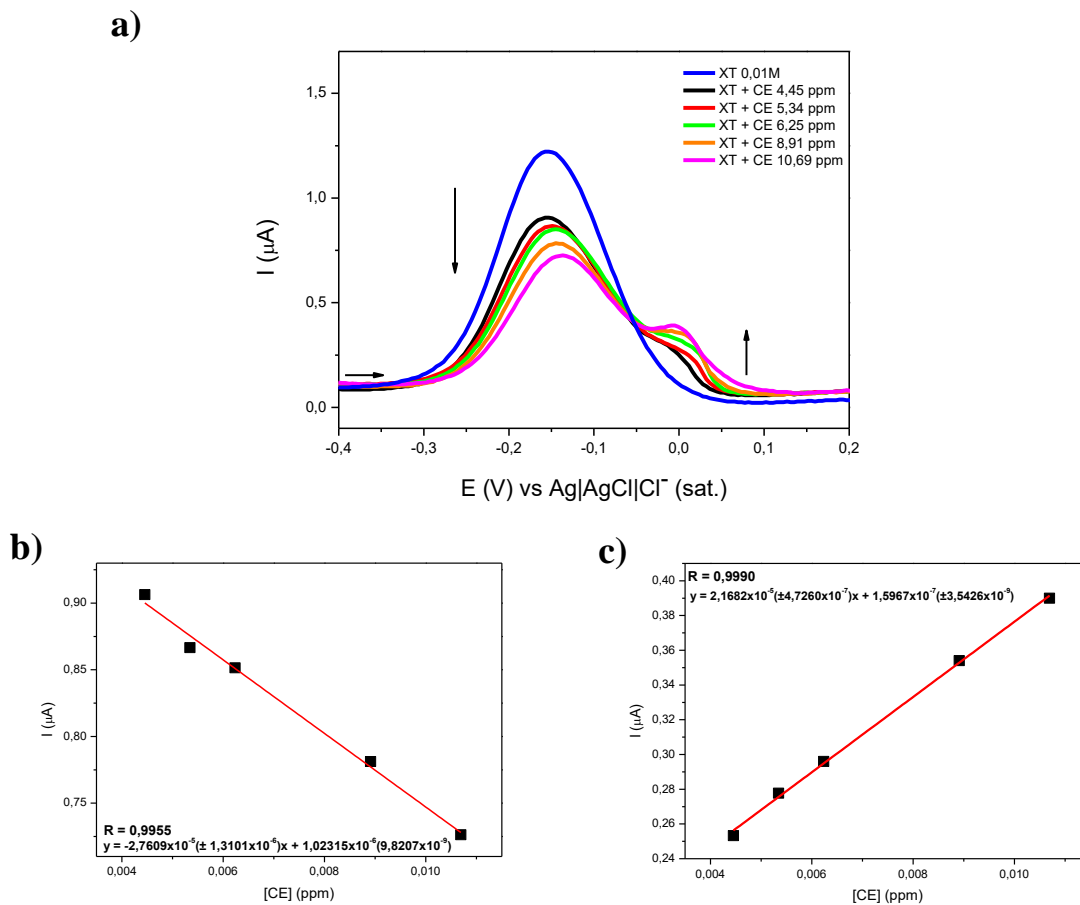 a)
XT 0,01M
XT + CE 4,45 ppm
XT + CE 5,34 ppm
XT + CE 6,25 ppm
XT + CE 8,91 ppm
XT + CE 10,69 ppm
1,5
1,0
0,5
0,0
I (μA)
-0,4 -0,3 -0,2 -0,1 0,0 0,1 0,2
E (V) vs Ag|AgCl|Cl⁻ (sat.)
b)
0,90
0,85
0,80
0,75
I (μA)
R = 0,9955
y = -2,7609x10⁻⁵(± 1,3101x10⁻⁶)x + 1,02315x10⁻⁶(9,8207x10⁻⁹)
0,004 0,006 0,008 0,010
[CE] (ppm)
c)
R = 0,9990
y = 2,1682x10⁻⁵(±4,7260x10⁻⁷)x + 1,5967x10⁻⁷(±3,5426x10⁻⁹)
0,40
0,38
0,36
0,34
0,32
0,30
0,28
0,26
0,24
I (μA)
0,004 0,006 0,008 0,010
[CE] (ppm)